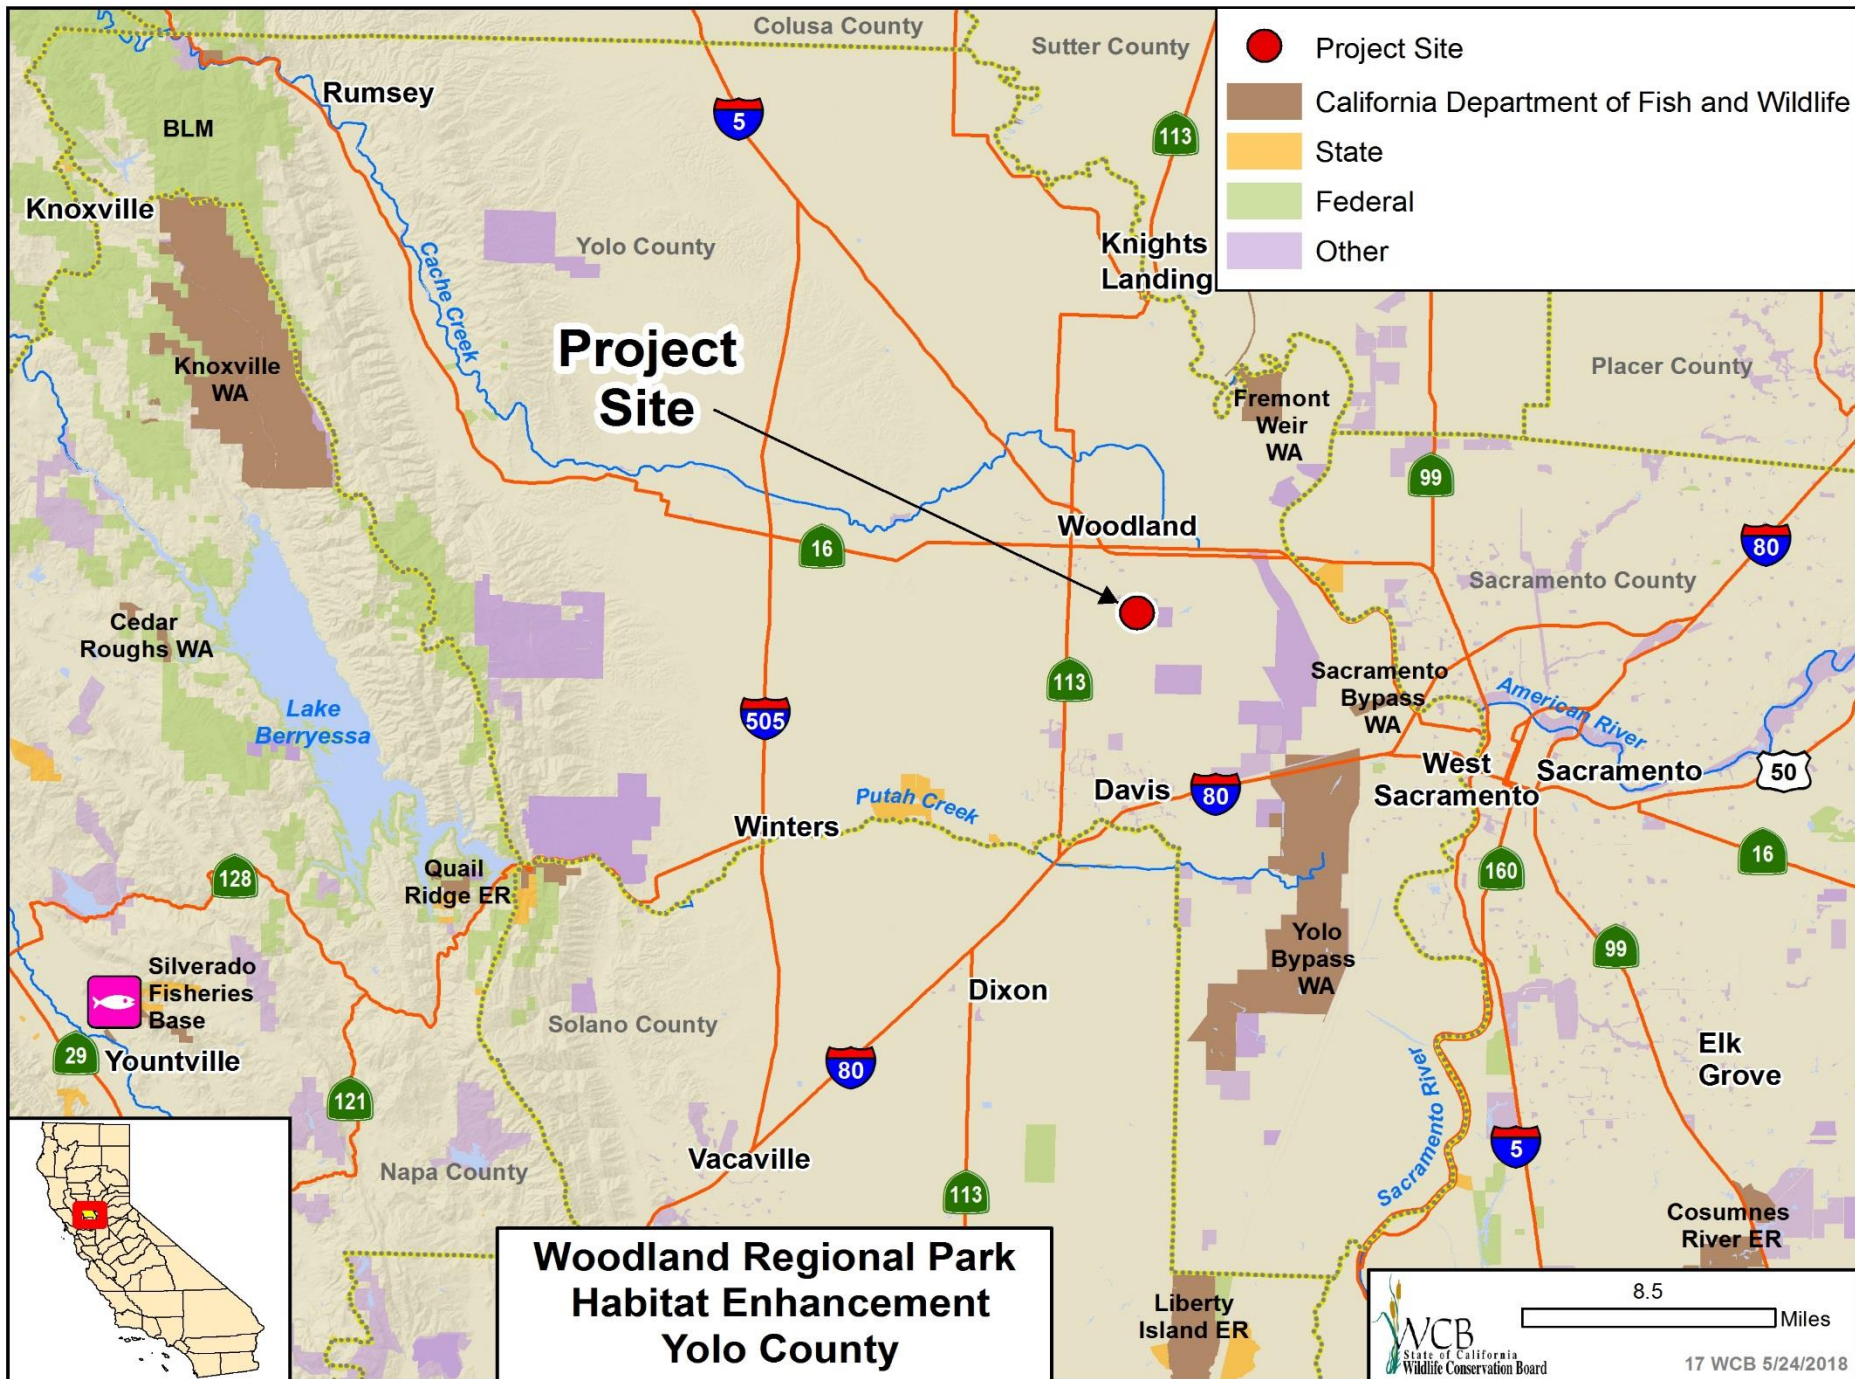 Colusa County
Sutter County
Rumsey
BLM
5
113
Knoxville
Cache Creek
Yolo County
Knights
Landing
Project
Site
Knoxville
WA
Fremont
Weir
WA
Placer County
99
Woodland
16
80
Sacramento County
Cedar
Roughs WA
Lake
Berryessa
505
113
Sacramento
Bypass
WA
American River
West
Sacramento
Sacramento
50
Davis
80
Putah Creek
Winters
Quail
Ridge ER
128
160
16
99
Yolo
Bypass
WA
Silverado
Fisheries
Base
Dixon
Solano County
29
Yountville
80
Elk
Grove
121
Sacramento River
5
Napa County
Vacaville
113
Cosumnes
River ER
Liberty
Island ER
Project Site
California Department of Fish and Wildlife
State
Federal
Other
Woodland Regional Park
Habitat Enhancement
Yolo County
WCB
State of California
Wildlife Conservation Board
8.5
Miles
17 WCB 5/24/2018